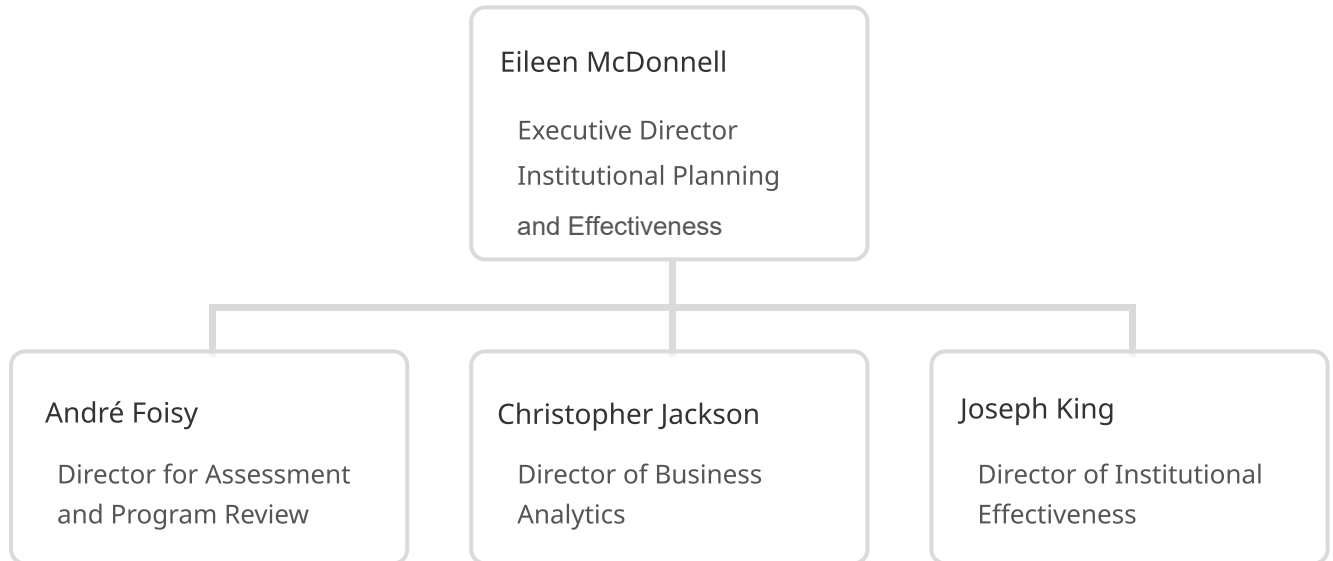 Eileen McDonnell
Executive Director
Institutional Planning
and Effectiveness
André Foisy
Director for Assessment
and Program Review
Christopher Jackson
Director of Business
Analytics
Joseph King
Director of Institutional
Effectiveness